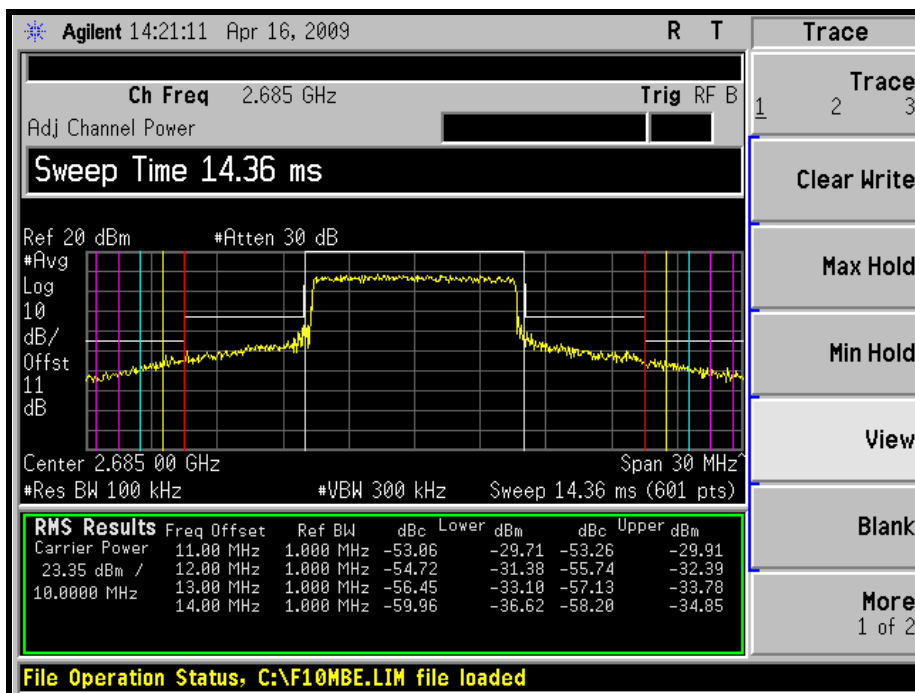 Agilent 14:21:11 Apr 16, 2009 R T
Trace
Ch Freq 2.685 GHz Trig RF B
Adj Channel Power
Sweep Time 14.36 ms
Ref 20 dBm #Atten 30 dB
#Avg
Log
10
dB/
Offst
11
dB
Center 2.685 00 GHz Span 30 MHz^
#Res BW 100 kHz #VBW 300 kHz Sweep 14.36 ms (601 pts)
RMS Results Freq Offset Ref BW dBc Lower dBm dBc Upper dBm
Carrier Power 11.00 MHz 1.000 MHz -53.06 -29.71 -53.26 -29.91
23.35 dBm / 12.00 MHz 1.000 MHz -54.72 -31.38 -55.74 -32.39
10.0000 MHz 13.00 MHz 1.000 MHz -56.45 -33.10 -57.13 -33.78
14.00 MHz 1.000 MHz -59.96 -36.62 -58.20 -34.85
File Operation Status, C:\F10MBE.LIM file loaded
Trace
1 2 3
Clear Write
Max Hold
Min Hold
View
Blank
More
1 of 2